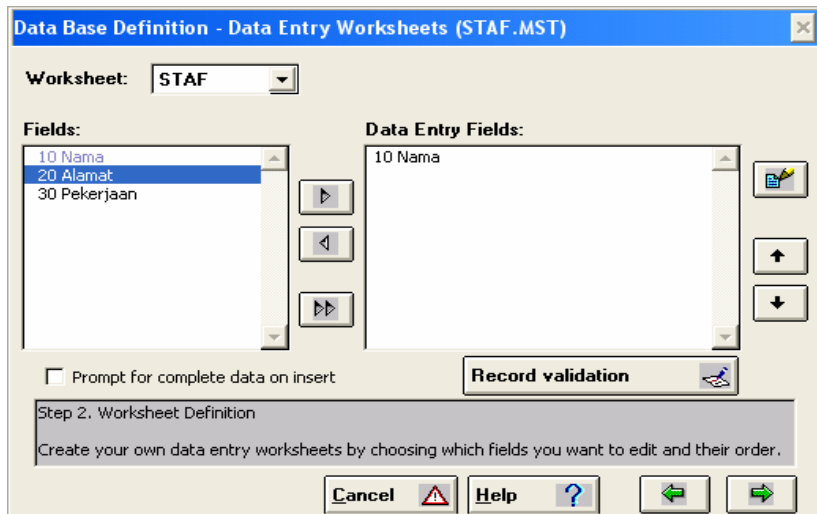 Data Base Definition - Data Entry Worksheets (STAF.MST)
Worksheet: STAF
Fields:
10 Nama
20 Alamat
30 Pekerjaan
Data Entry Fields:
10 Nama
Prompt for complete data on insert
Record validation
Step 2. Worksheet Definition
Create your own data entry worksheets by choosing which fields you want to edit and their order.
Cancel
Help ?